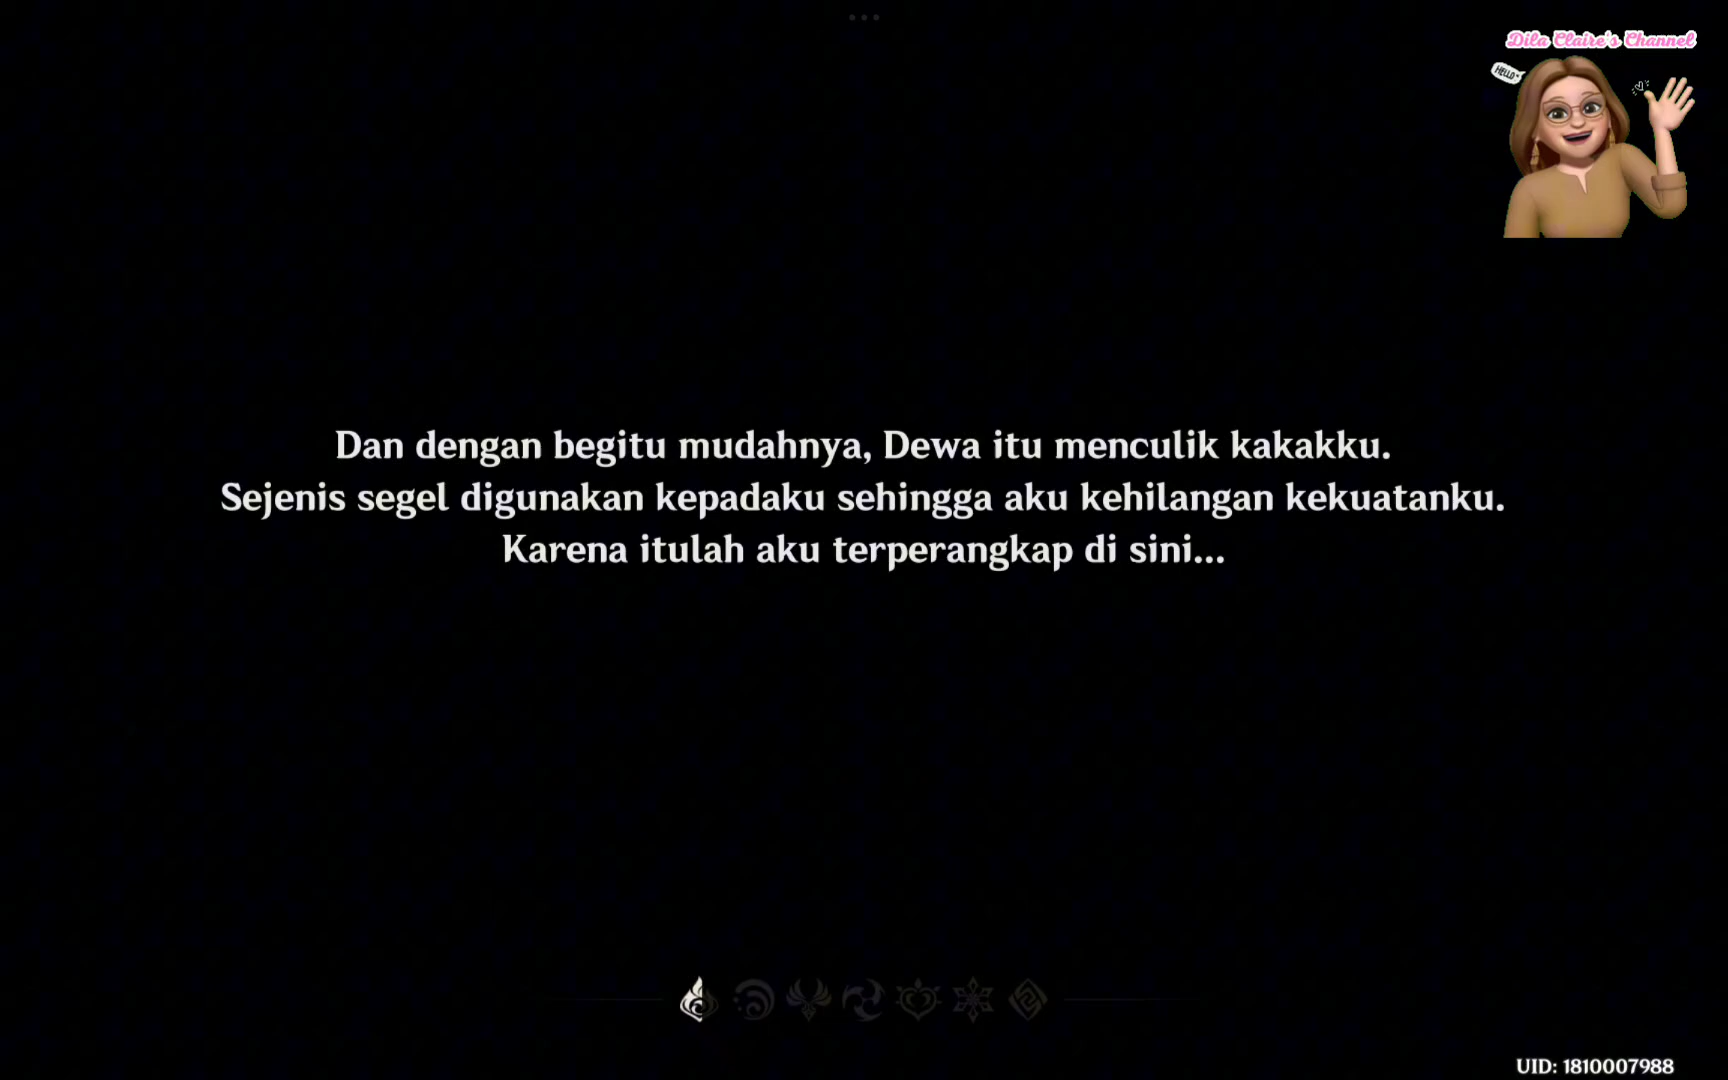 Dila Claire's Channel
HELLO
Dan dengan begitu mudahnya, Dewa itu menculik kakakku.
Sejenis segel digunakan kepadaku sehingga aku kehilangan kekuatanku.
Karena itulah aku terperangkap di sini...
UID: 1810007988